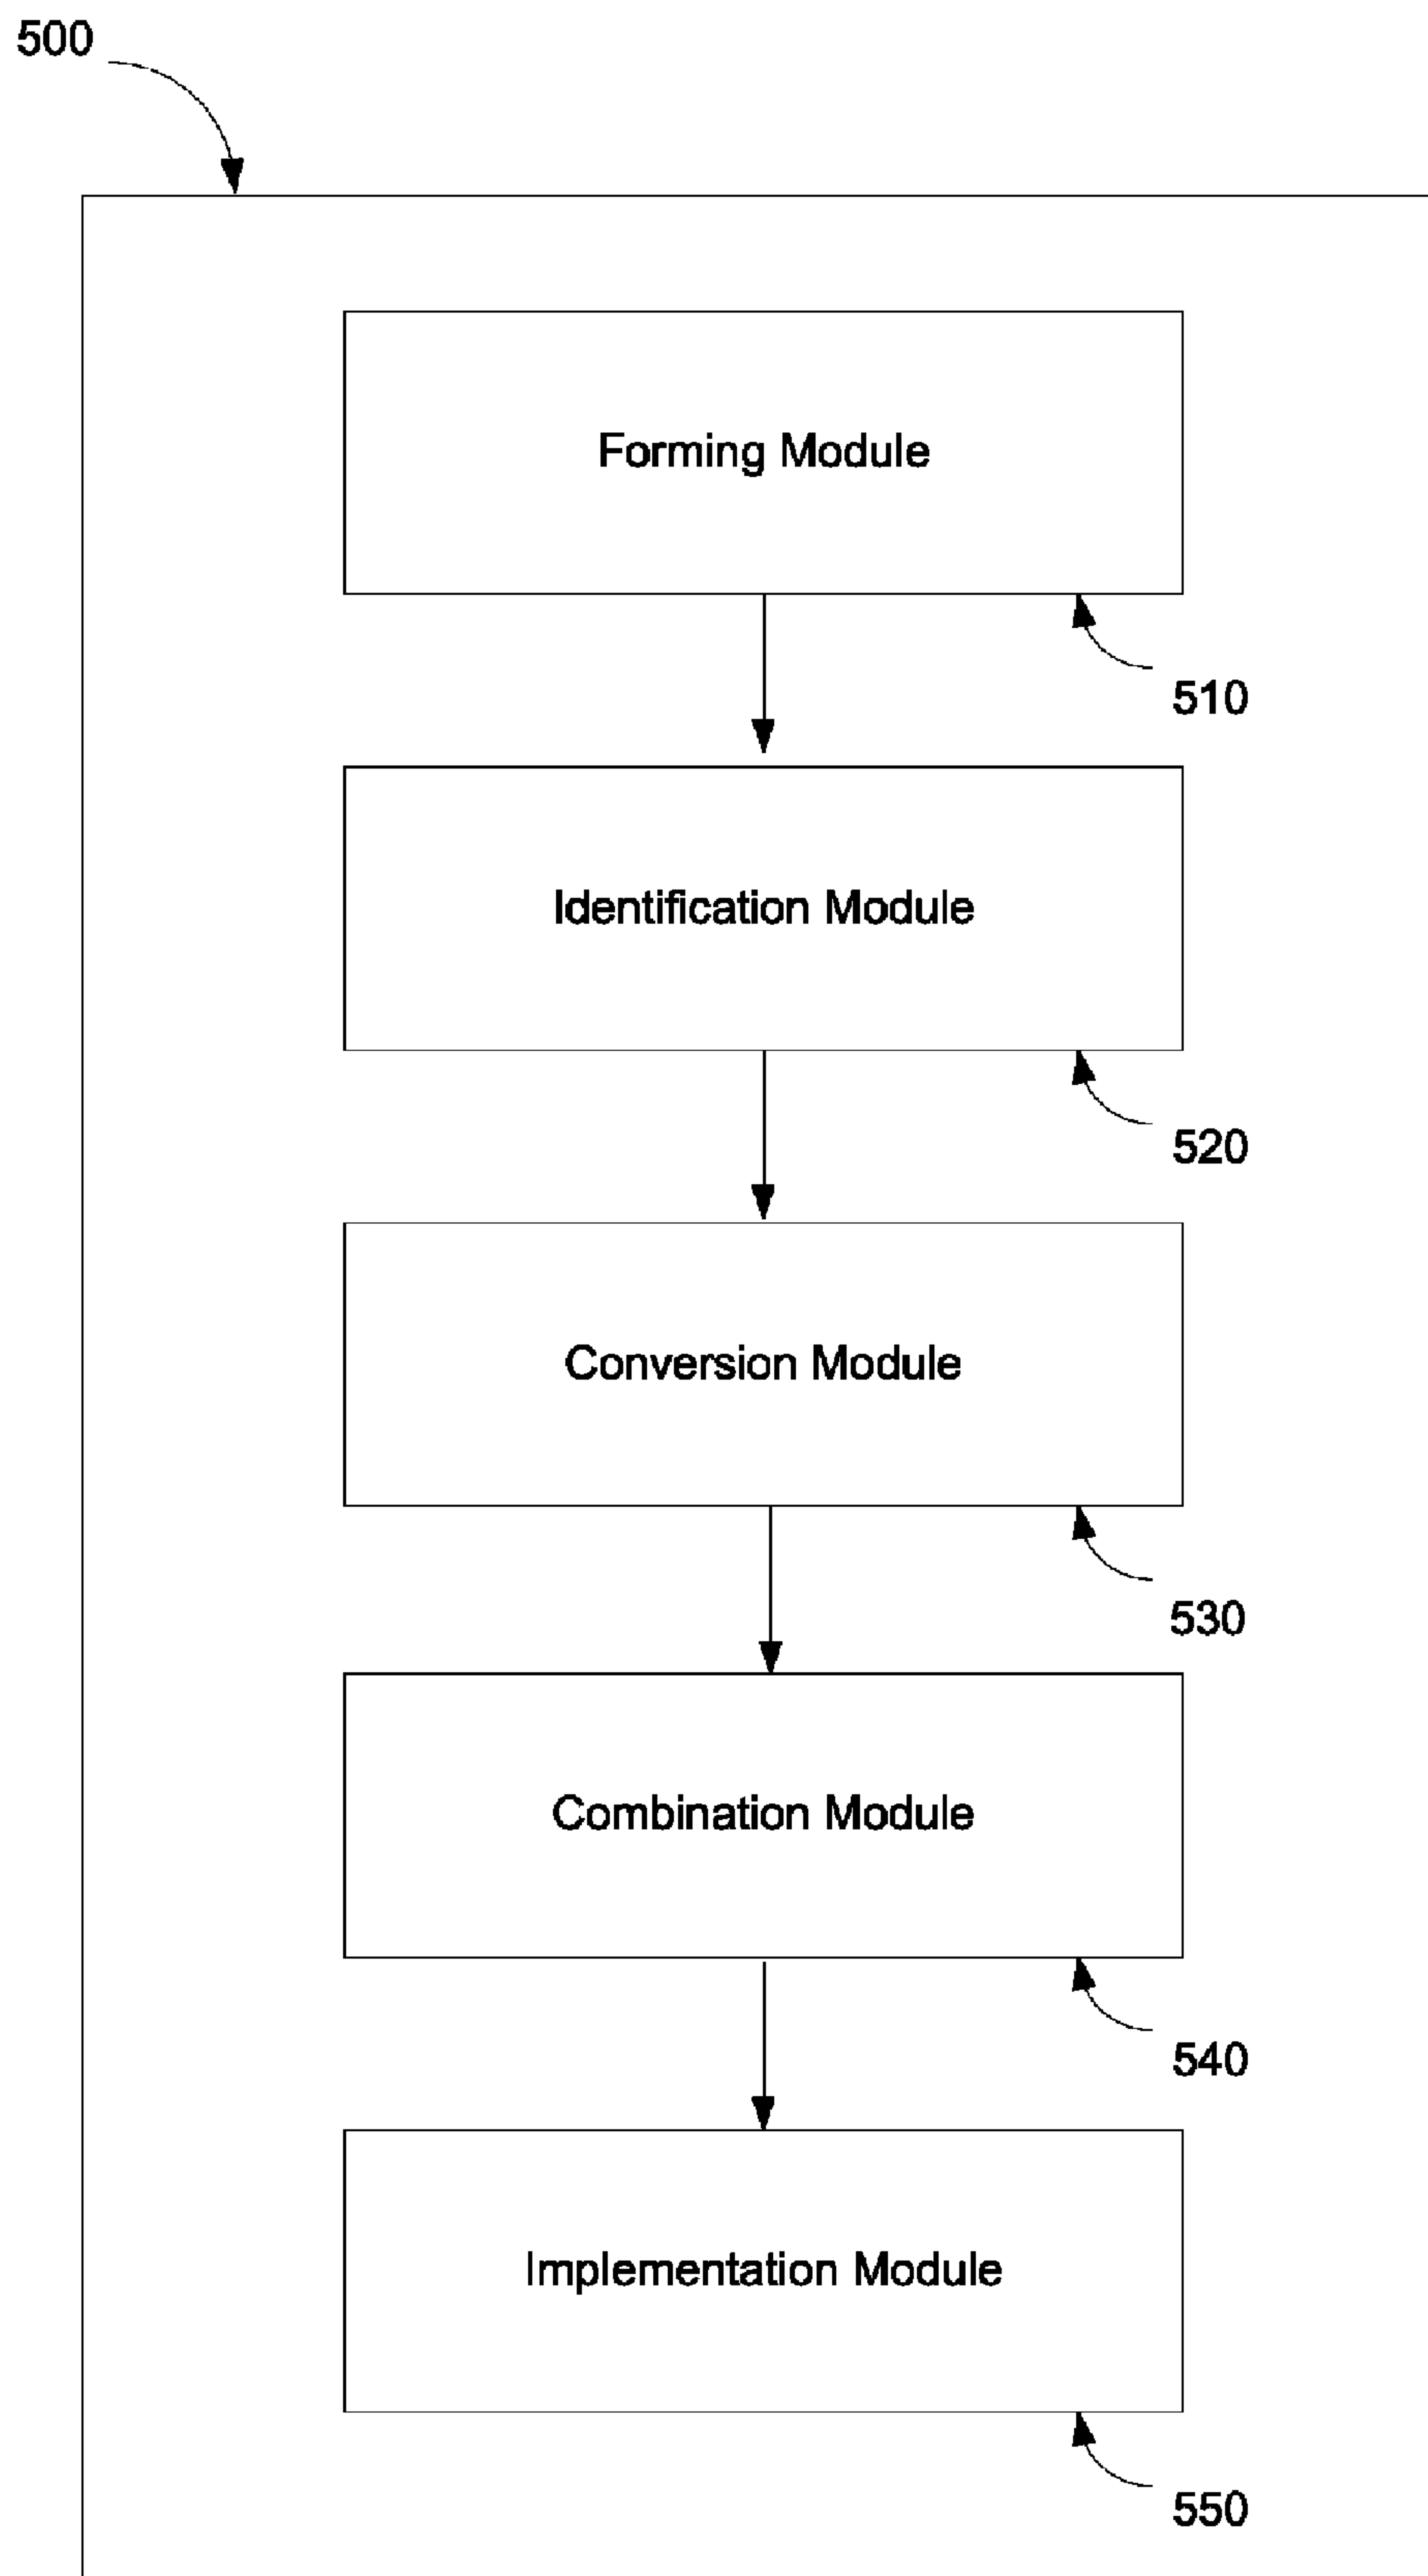 500
Forming Module
510
Identification Module
520
Conversion Module
530
Combination Module
540
Implementation Module
550